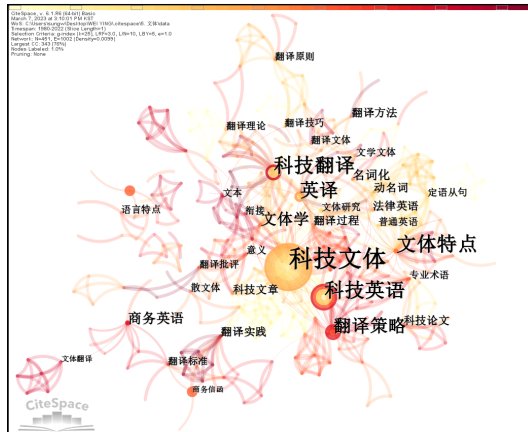 CiteSpace, v. 6.1.R6 (64-bit) Basic
March 7, 2023 at 3:10:01 PM KST
Timespan: 1980-2022 (Slice Length=1)
Selection Criteria: g-index (k=25), LRF=3.0, L/N=10, LBY=5, e=1.0
Network: N=491, E=1002 (Density=0.0083)
Largest CC: 343 (70%)
Nodes Labeled: 1.0%
Pruning: None
翻译原则
翻译方法
翻译理论
翻译技巧
翻译文体
文学文体
科技翻译
名词化
文本
英译
动名词
定语从句
语言特点
衔接
文体研究
法律英语
文体学
翻译过程
普通英语
意义
科技文体
文体特点
翻译批评
专业术语
散文体
科技文章
科技英语
商务英语
翻译实践
翻译策略
科技论文
文体翻译
翻译标准
商务信函
CiteSpace